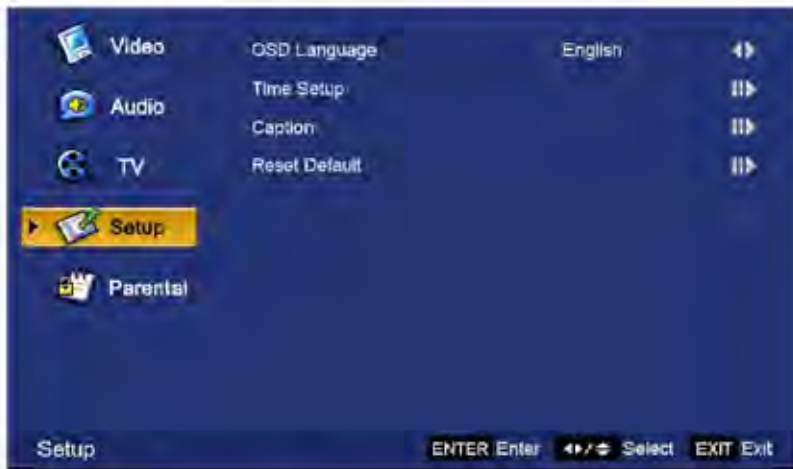 Video
Audio
TV
Setup
Parental
OSD Language English
Time Setup
Caption
Reset Default
Setup ENTER Enter / Select EXIT Exit